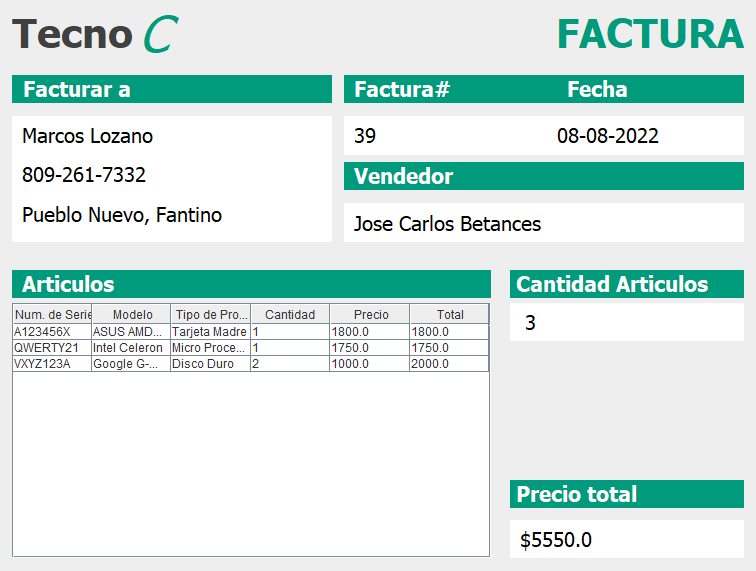 Tecno C
FACTURA
Facturar a
Marcos Lozano
809-261-7332
Pueblo Nuevo, Fantino
Factura# Fecha
39 08-08-2022
Vendedor
Jose Carlos Betances
Articulos
Num. de Serie Modelo Tipo de Pro... Cantidad Precio Total
A123456X ASUS AMD... Tarjeta Madre 1 1800.0 1800.0
QWERTY21 Intel Celeron Micro Proce... 1 1750.0 1750.0
VXYZ123A Google G-... Disco Duro 2 1000.0 2000.0
Cantidad Articulos
3
Precio total
$5550.0